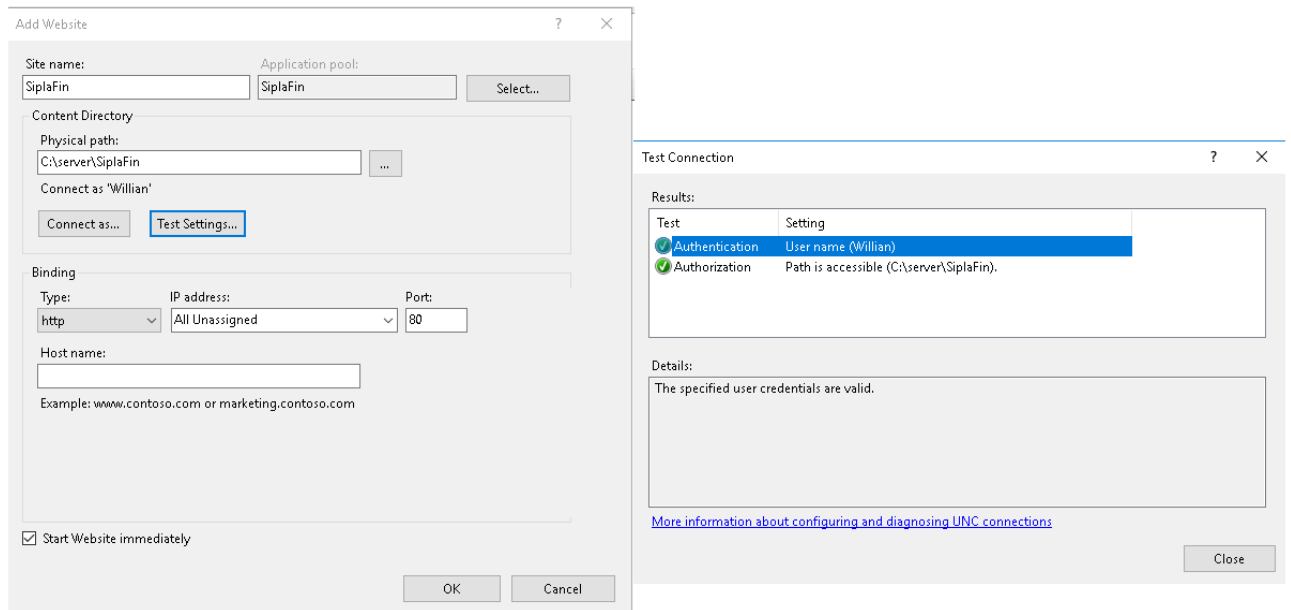 Add Website
? ×
Site name:
Application pool:
SiplaFin
SiplaFin
Select...
Content Directory
Physical path:
C:\server\SiplaFin
...
Connect as 'Willian'
Connect as...
Test Settings...
Binding
Type:
IP address:
Port:
http
All Unassigned
80
Host name:
Example: www.contoso.com or marketing.contoso.com
Start Website immediately
OK
Cancel
Test Connection
? ×
Results:
Test
Setting
Authentication
User name (Willian)
Authorization
Path is accessible (C:\server\SiplaFin).
Details:
The specified user credentials are valid.
More information about configuring and diagnosing UNC connections
Close